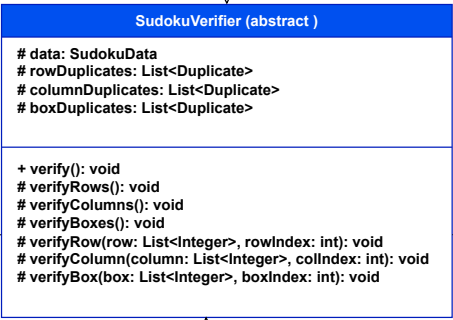 SudokuVerifier (abstract )
# data: SudokuData
# rowDuplicates: List<Duplicate>
# columnDuplicates: List<Duplicate>
# boxDuplicates: List<Duplicate>
+ verify(): void
# verifyRows(): void
# verifyColumns(): void
# verifyBoxes(): void
# verifyRow(row: List<Integer>, rowIndex: int): void
# verifyColumn(column: List<Integer>, colIndex: int): void
# verifyBox(box: List<Integer>, boxIndex: int): void